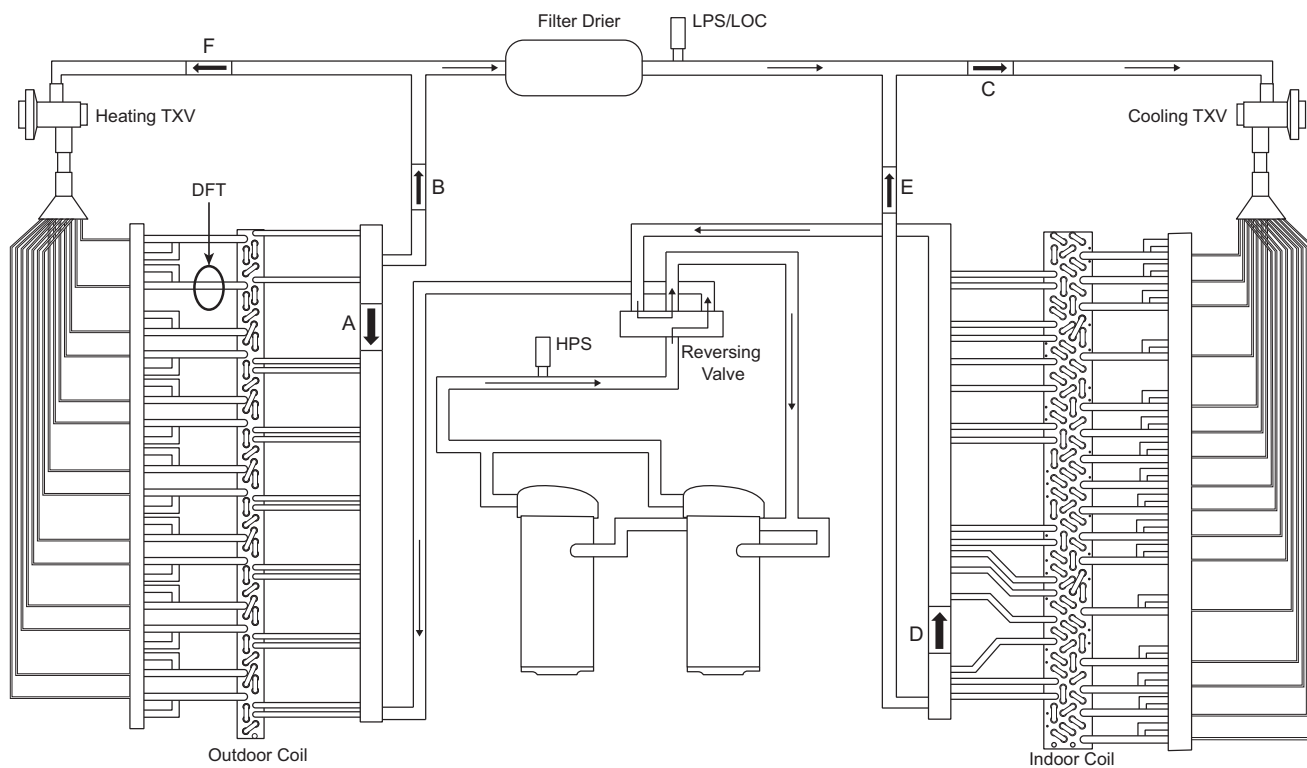 Filter Drier
LPS/LOC
F
C
Heating TXV
Cooling TXV
DFT
B
E
A
HPS
Reversing
Valve
D
Outdoor Coil
Indoor Coil